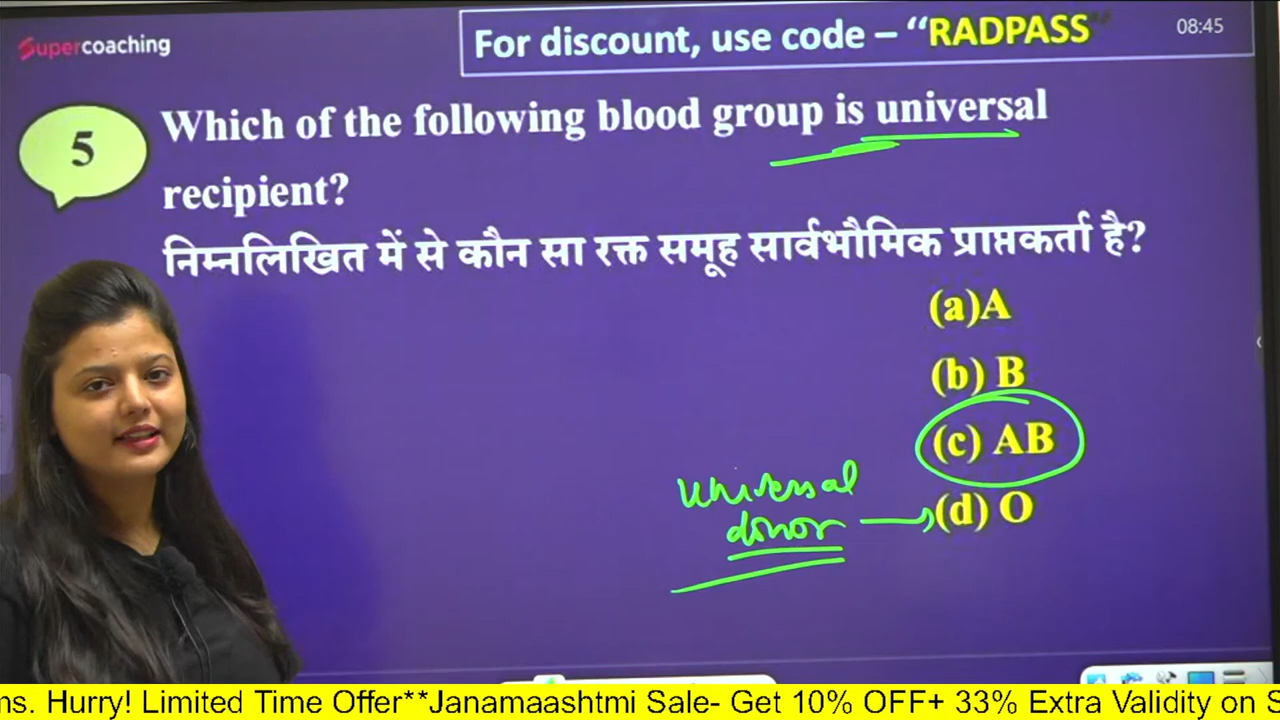 Supercoaching
For discount, use code – “RADPASS”
08:45
5
Which of the following blood group is universal
recipient?
निम्नलिखित में से कौन सा रक्त समूह सार्वभौमिक प्राप्तकर्ता है?
(a)A
(b) B
(c) AB
universal
donor
(d) O
ns. Hurry! Limited Time Offer**Janamaashtmi Sale- Get 10% OFF+ 33% Extra Validity on S